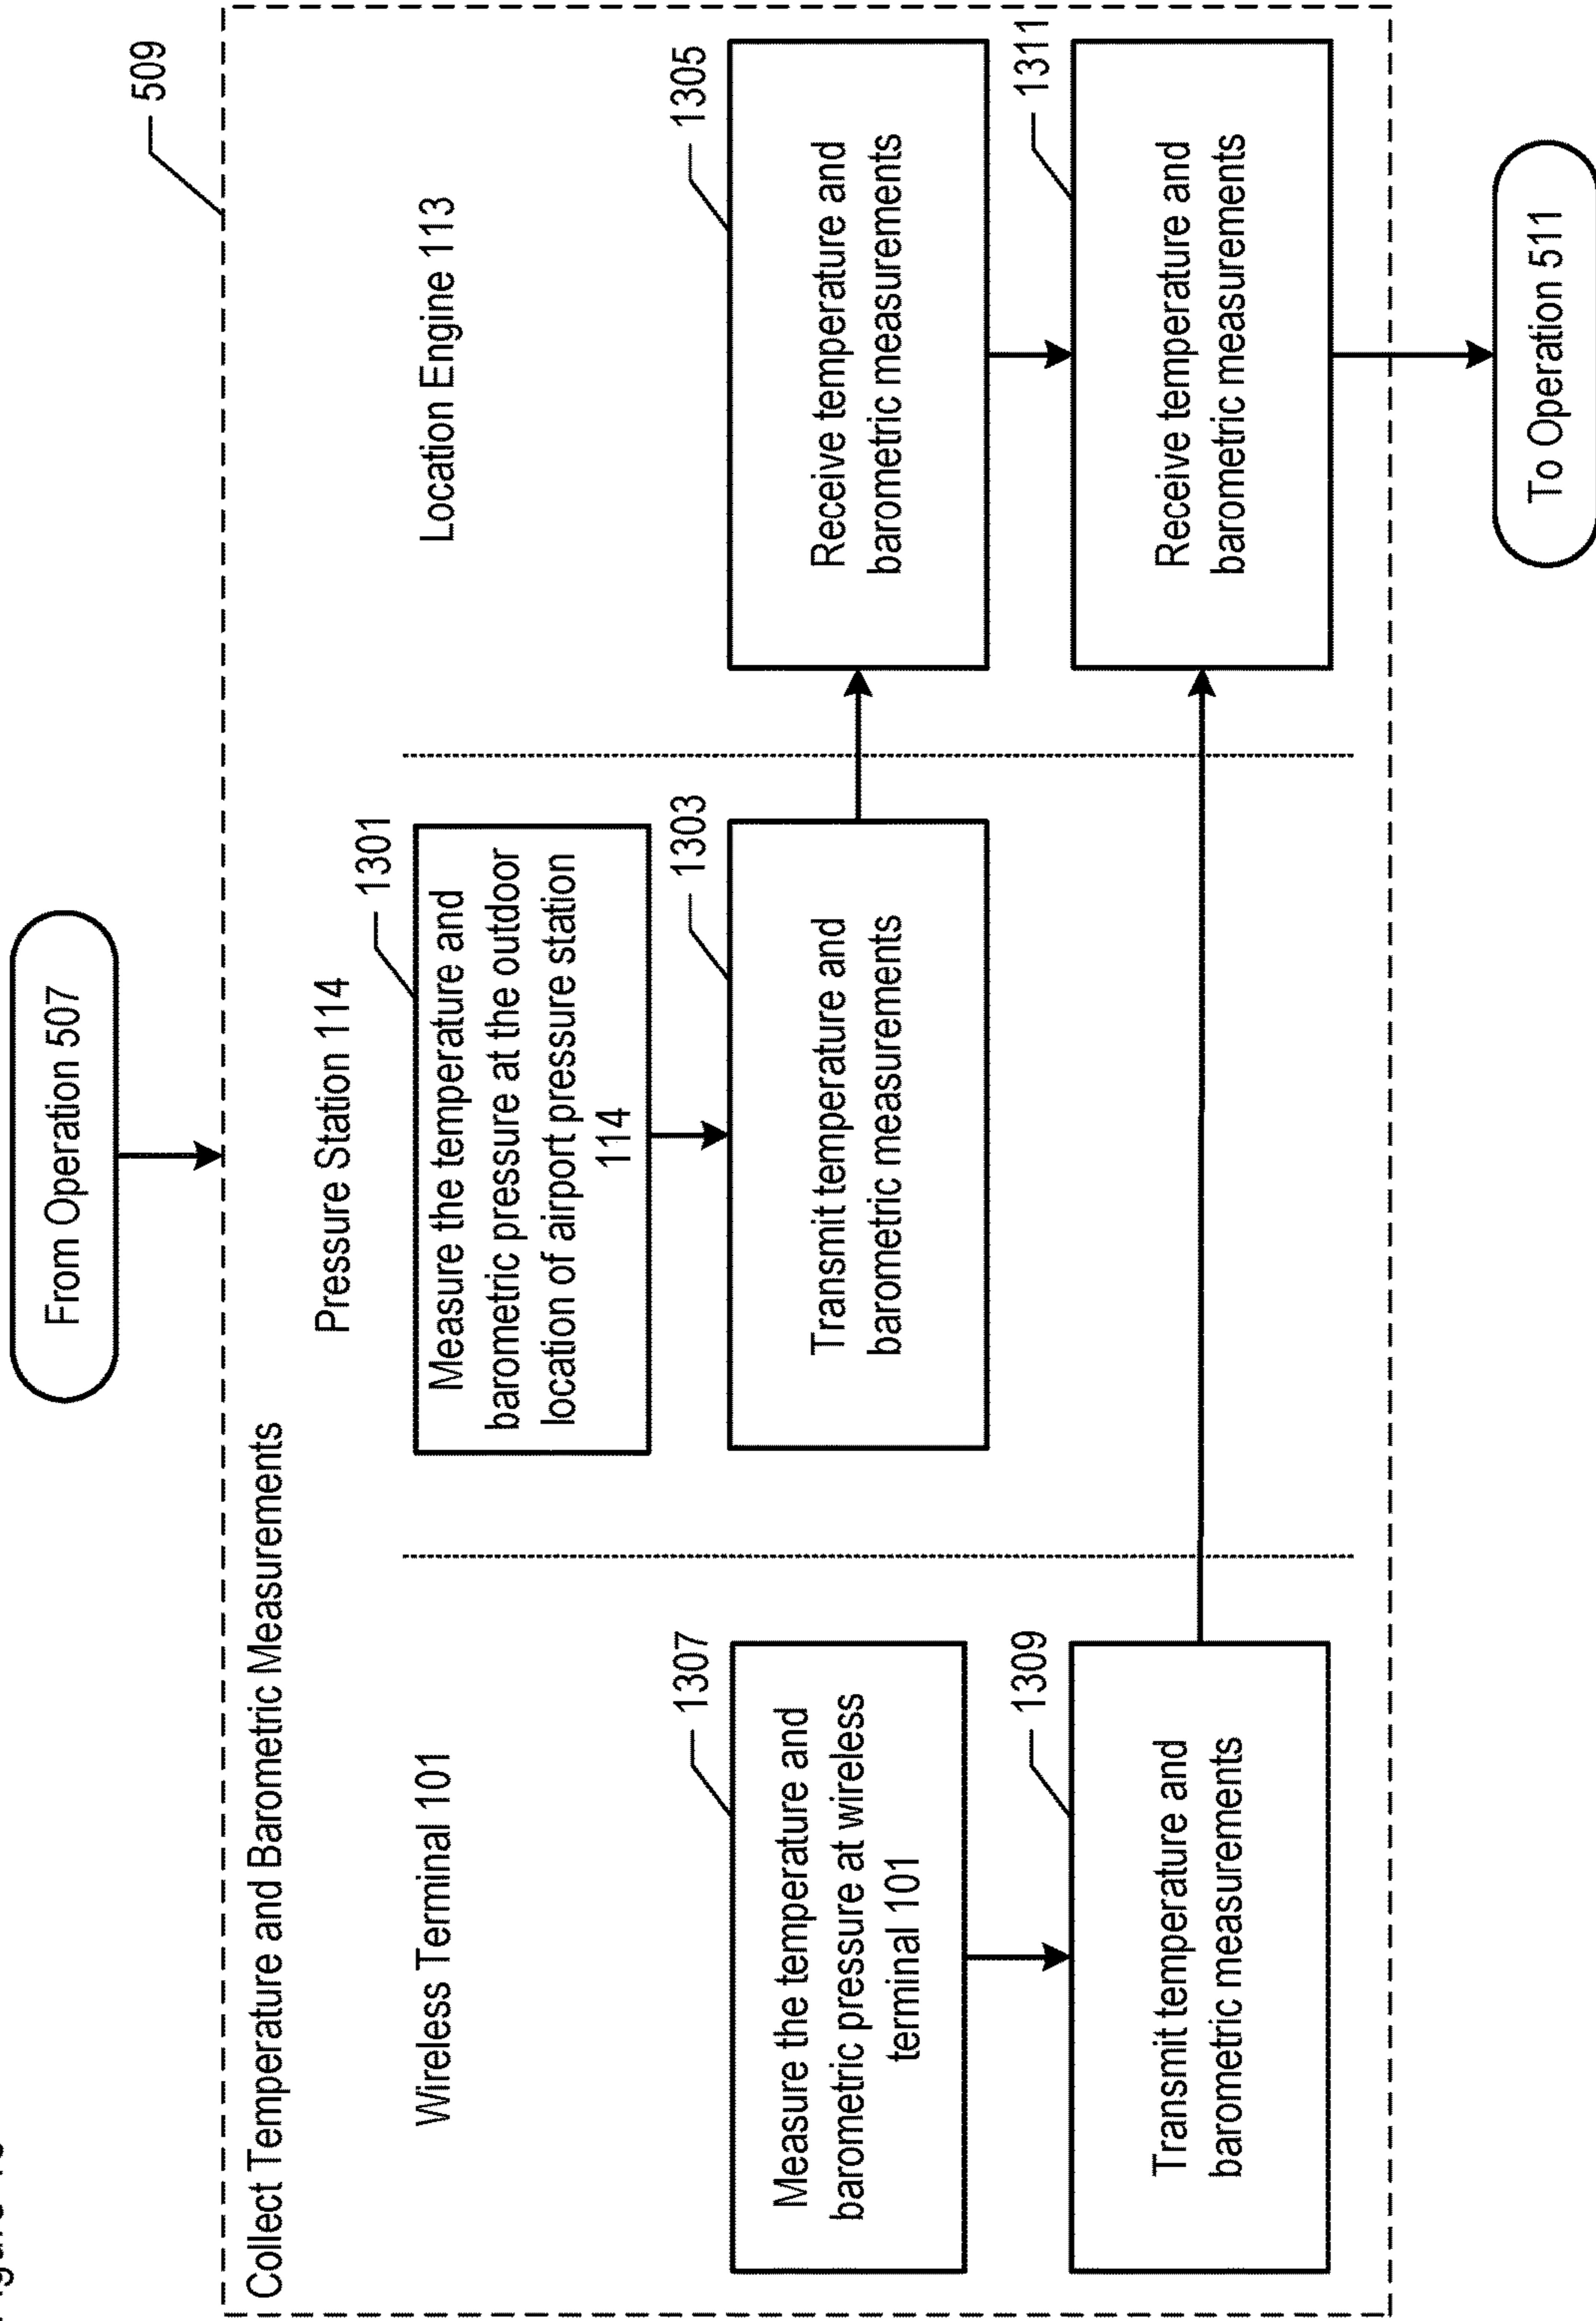 From Operation 507
509
Collect Temperature and Barometric Measurements
Wireless Terminal 101
Pressure Station 114
Location Engine 113
1301
Measure the temperature and
barometric pressure at the outdoor
location of airport pressure station
114
1303
Transmit temperature and
barometric measurements
1305
Receive temperature and
barometric measurements
1307
Measure the temperature and
barometric pressure at wireless
terminal 101
1309
Transmit temperature and
barometric measurements
1311
Receive temperature and
barometric measurements
To Operation 511